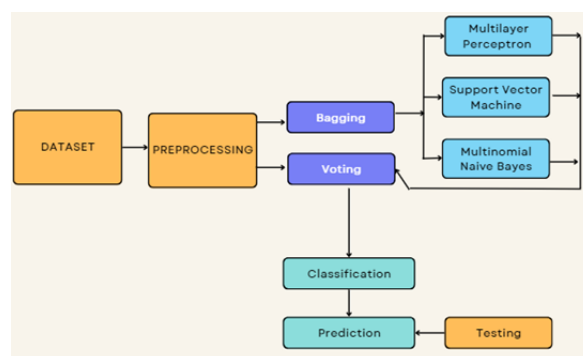 Multilayer
Perceptron
Support Vector
Machine
Bagging
DATASET
PREPROCESSING
Multinomial
Naive Bayes
Voting
Classification
Prediction
Testing